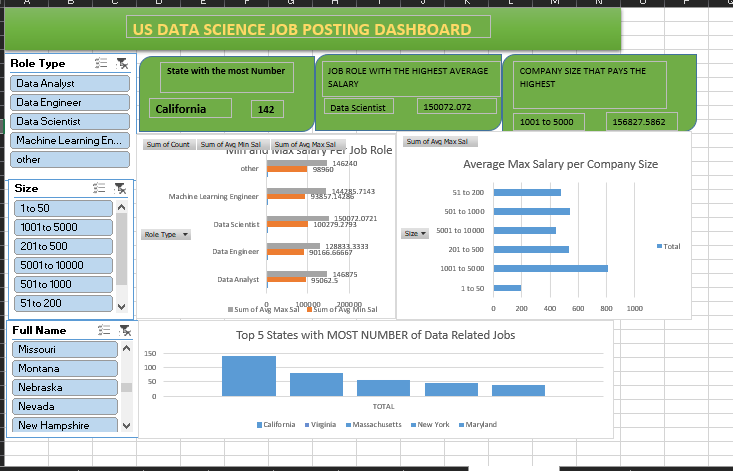 A B C D E F G H I J K L M N O P Q
US DATA SCIENCE JOB POSTING DASHBOARD
Role Type
Data Analyst
Data Engineer
Data Scientist
Machine Learning En...
other
State with the most Number
California 142
JOB ROLE WITH THE HIGHEST AVERAGE
SALARY
Data Scientist 150072.072
COMPANY SIZE THAT PAYS THE
HIGHEST
1001 to 5000 156827.5862
Size
1 to 50
1001 to 5000
201 to 500
5001 to 10000
501 to 1000
51 to 200
Sum of Count Sum of Avg Min Sal Sum of Avg Max Sal
Min and Max salary Per Job Role
other 146240
98960
Machine Learning Engineer 144285.7143
93857.14286
Data Scientist 150072.0721
100279.2793
Role Type
Data Engineer 128833.3333
90166.66667
Data Analyst 146875
95062.5
0 100000 200000
Sum of Avg Max Sal Sum of Avg Min Sal
Sum of Avg Max Sal
Average Max Salary per Company Size
51 to 200
501 to 1000
5001 to 10000
201 to 500
1001 to 5000
1 to 50
Size
Total
0 200 400 600 800 1000
Full Name
Missouri
Montana
Nebraska
Nevada
New Hampshire
Top 5 States with MOST NUMBER of Data Related Jobs
150
100
50
0
TOTAL
California Virginia Massachusetts New York Maryland